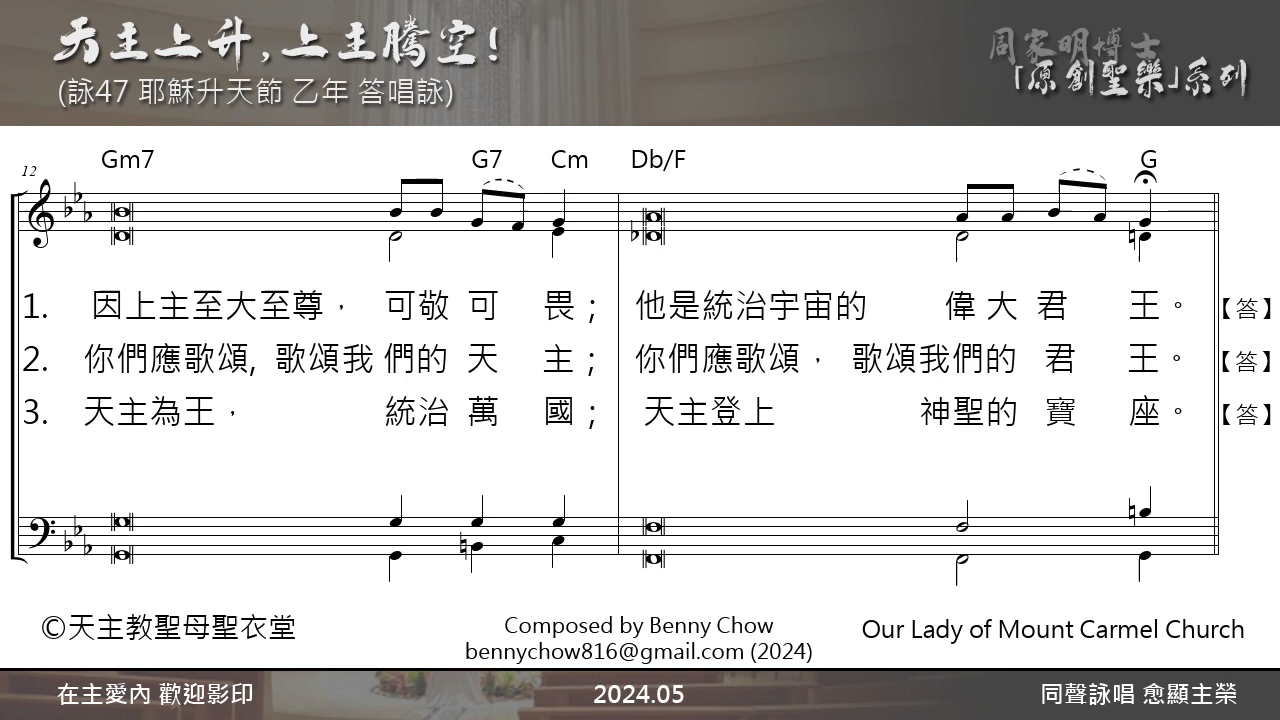 天主上升，上主騰空！
(詠47 耶穌升天節 乙年 答唱詠)
周家明博士
「原創聖樂」系列
12
Gm7 G7 Cm Db/F G
1. 因上主至大至尊， 可敬 可 畏； 他是統治宇宙的 偉 大 君 王。 【答】
2. 你們應歌頌, 歌頌我 們的 天 主； 你們應歌頌， 歌頌我們的 君 王。 【答】
3. 天主為王， 統治 萬 國； 天主登上 神聖的 寶 座。 【答】
©天主教聖母聖衣堂
Composed by Benny Chow
bennychow816@gmail.com (2024)
Our Lady of Mount Carmel Church
在主愛內 歡迎影印
2024.05
同聲詠唱 愈顯主榮